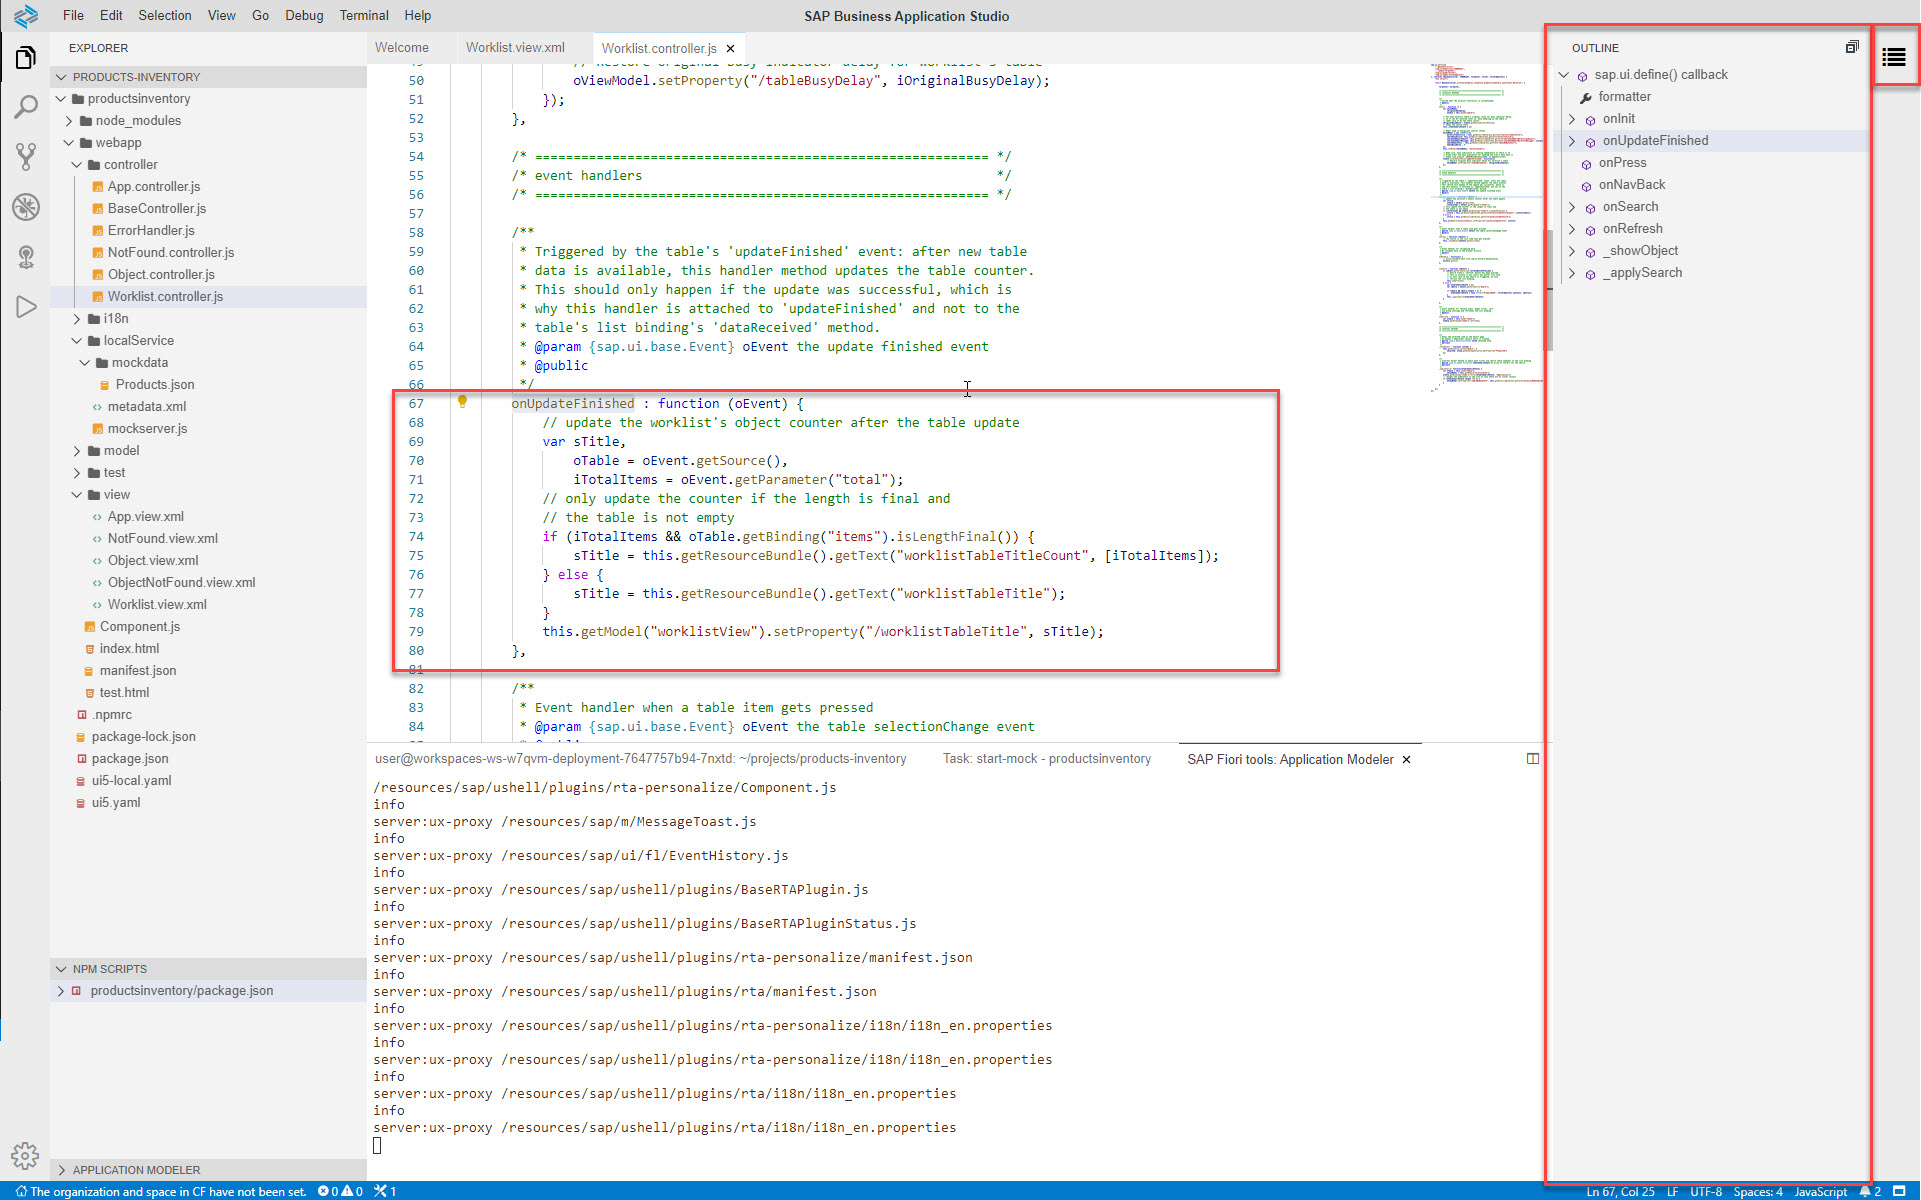 File Edit Selection View Go Debug Terminal Help
SAP Business Application Studio
EXPLORER
PRODUCTS-INVENTORY
productsinventory
node_modules
webapp
controller
App.controller.js
BaseController.js
ErrorHandler.js
NotFound.controller.js
Object.controller.js
Worklist.controller.js
i18n
localService
mockdata
Products.json
metadata.xml
mockserver.js
model
test
view
App.view.xml
NotFound.view.xml
Object.view.xml
ObjectNotFound.view.xml
Worklist.view.xml
Component.js
index.html
manifest.json
test.html
.npmrc
package-lock.json
package.json
ui5-local.yaml
ui5.yaml
NPM SCRIPTS
productsinventory/package.json
APPLICATION MODELER
Welcome
Worklist.view.xml
Worklist.controller.js
49 // Restore original busy indicator delay for worklist's table
50 oViewModel.setProperty("/tableBusyDelay", iOriginalBusyDelay);
51 });
52 },
53
54 /* =========================================================== */
55 /* event handlers */
56 /* =========================================================== */
57
58 /**
59 * Triggered by the table's 'updateFinished' event: after new table
60 * data is available, this handler method updates the table counter.
61 * This should only happen if the update was successful, which is
62 * why this handler is attached to 'updateFinished' and not to the
63 * table's list binding's 'dataReceived' method.
64 * @param {sap.ui.base.Event} oEvent the update finished event
65 * @public
66 */
67 onUpdateFinished : function (oEvent) {
68 // update the worklist's object counter after the table update
69 var sTitle,
70 oTable = oEvent.getSource(),
71 iTotalItems = oEvent.getParameter("total");
72 // only update the counter if the length is final and
73 // the table is not empty
74 if (iTotalItems && oTable.getBinding("items").isLengthFinal()) {
75 sTitle = this.getResourceBundle().getText("worklistTableTitleCount", [iTotalItems]);
76 } else {
77 sTitle = this.getResourceBundle().getText("worklistTableTitle");
78 }
79 this.getModel("worklistView").setProperty("/worklistTableTitle", sTitle);
80 },
81
82 /**
83 * Event handler when a table item gets pressed
84 * @param {sap.ui.base.Event} oEvent the table selectionChange event
user@workspaces-ws-w7qvm-deployment-7647757b94-7nxtd: ~/projects/products-inventory
Task: start-mock - productsinventory
SAP Fiori tools: Application Modeler
/resources/sap/ushell/plugins/rta-personalize/Component.js
info
server:ux-proxy /resources/sap/m/MessageToast.js
info
server:ux-proxy /resources/sap/ui/fl/EventHistory.js
info
server:ux-proxy /resources/sap/ushell/plugins/BaseRTAPlugin.js
info
server:ux-proxy /resources/sap/ushell/plugins/BaseRTAPluginStatus.js
info
server:ux-proxy /resources/sap/ushell/plugins/rta-personalize/manifest.json
info
server:ux-proxy /resources/sap/ushell/plugins/rta/manifest.json
info
server:ux-proxy /resources/sap/ushell/plugins/rta-personalize/i18n/i18n_en.properties
info
server:ux-proxy /resources/sap/ushell/plugins/rta-personalize/i18n/i18n_en.properties
info
server:ux-proxy /resources/sap/ushell/plugins/rta/i18n/i18n_en.properties
info
server:ux-proxy /resources/sap/ushell/plugins/rta/i18n/i18n_en.properties
OUTLINE
sap.ui.define() callback
formatter
onInit
onUpdateFinished
onPress
onNavBack
onSearch
onRefresh
_showObject
_applySearch
The organization and space in CF have not been set. 0 0 1
Ln 67, Col 25 LF UTF-8 Spaces: 4 JavaScript 2